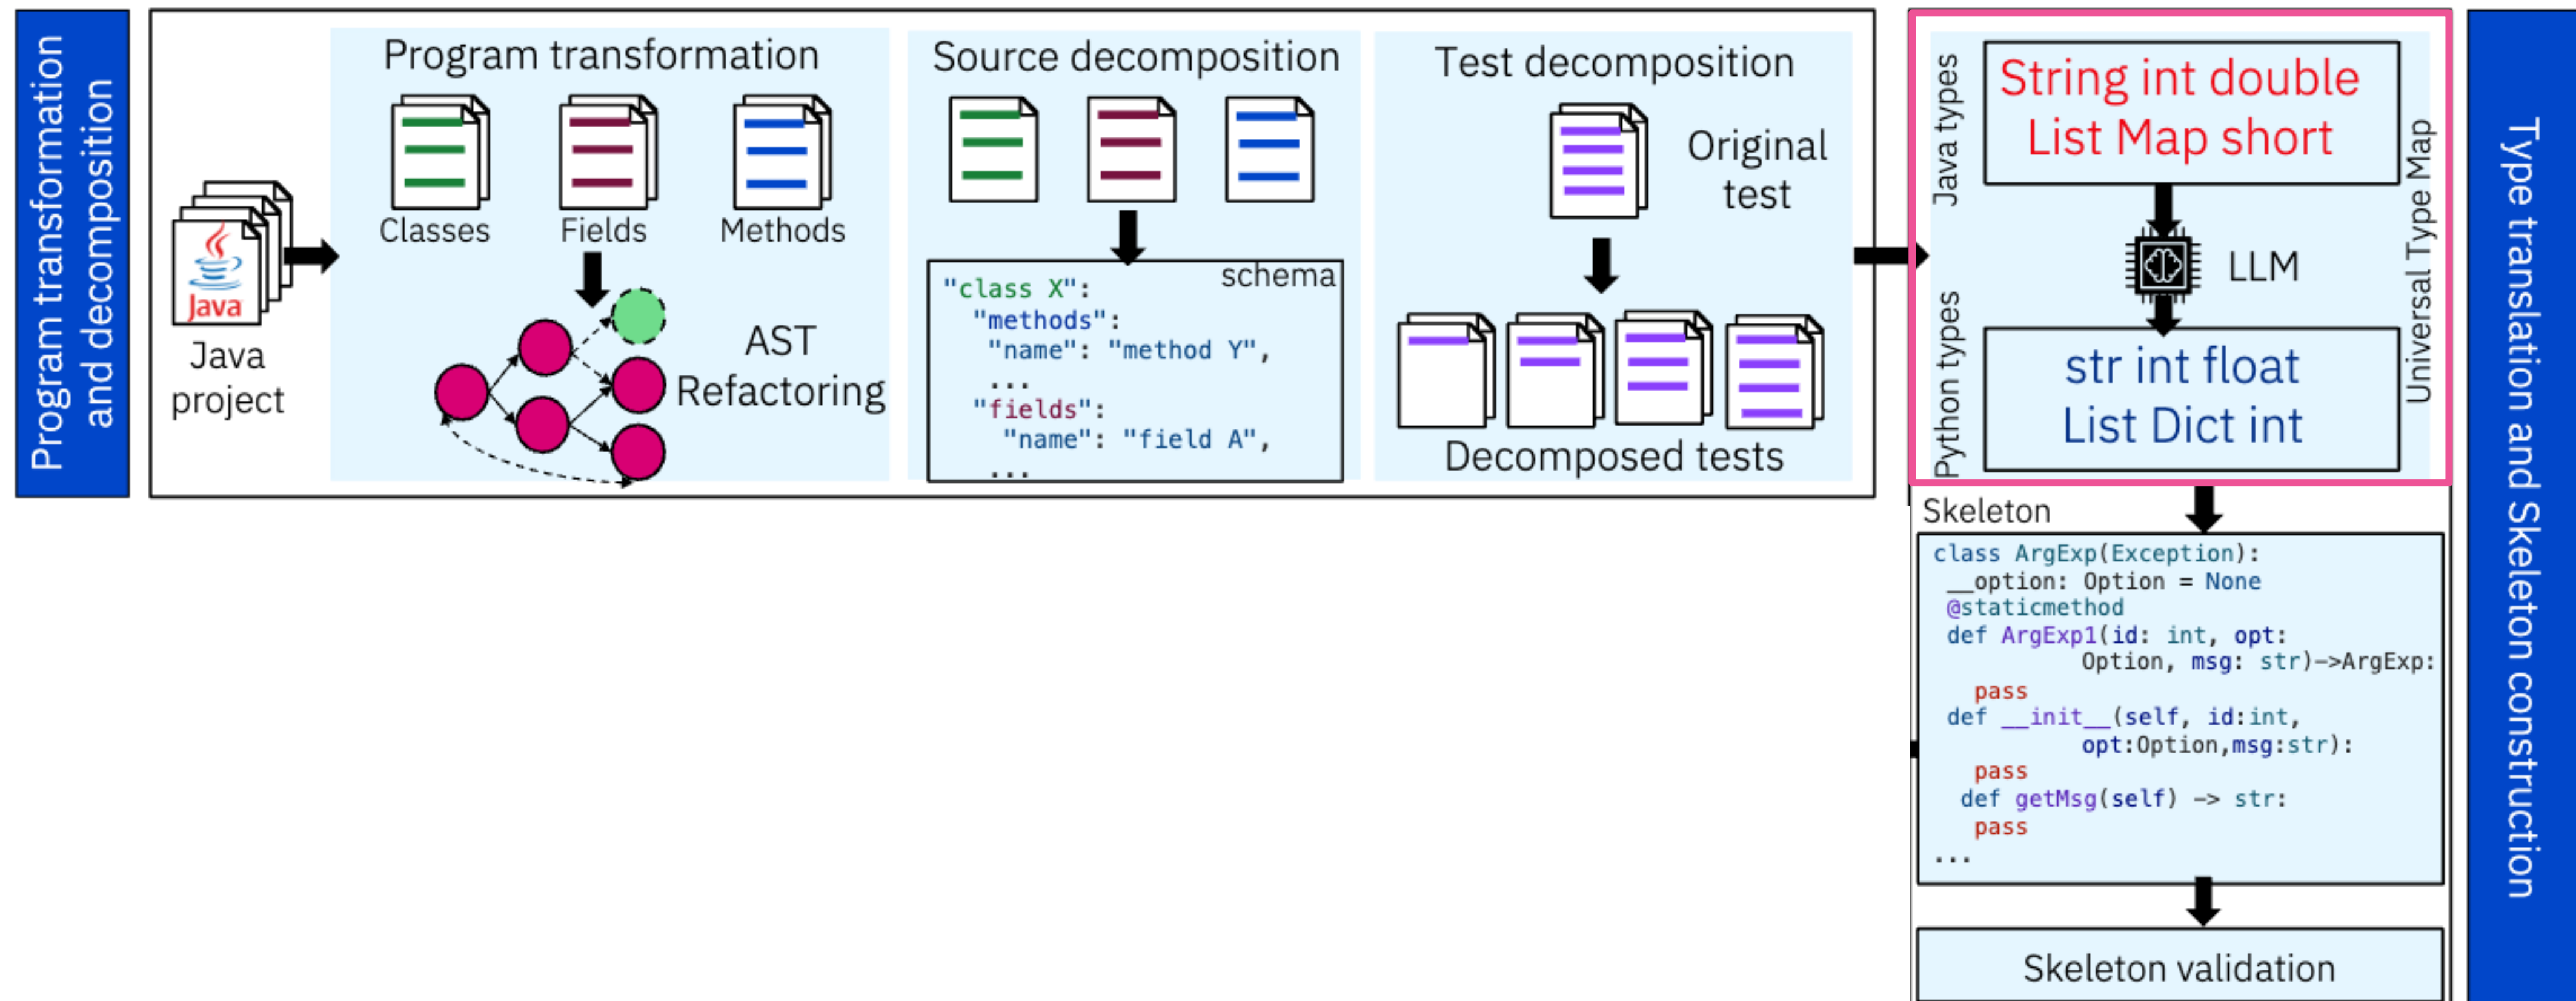 Program transformation
and decomposition
Java
Java
project
Program transformation
Classes
Fields
Methods
AST
Refactoring
Source decomposition
schema
"class X":
"methods":
"name": "method Y",
...
"fields":
"name": "field A",
...
Test decomposition
Original
test
Decomposed tests
Java types
String int double
List Map short
LLM
Python types
str int float
List Dict int
Universal Type Map
Skeleton
class ArgExp(Exception):
__option: Option = None
@staticmethod
def ArgExp1(id: int, opt:
Option, msg: str)->ArgExp:
pass
def __init__(self, id:int,
opt:Option,msg:str):
pass
def getMsg(self) -> str:
pass
...
Skeleton validation
Type translation and Skeleton construction